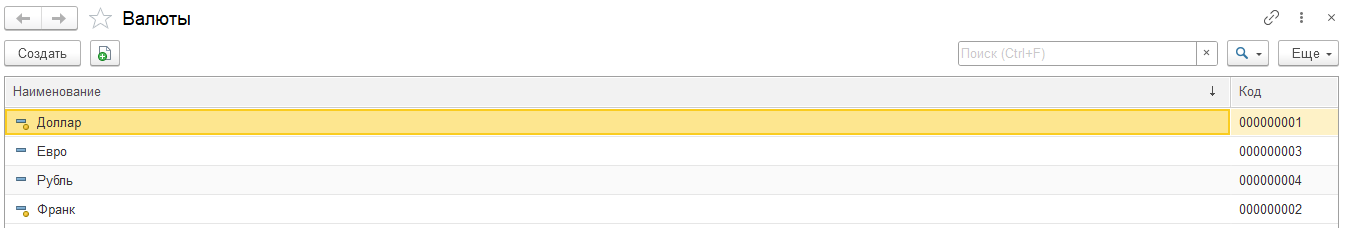 Валюты
Создать
Поиск (Ctrl+F)
Еще
Наименование Код
Доллар 000000001
Евро 000000003
Рубль 000000004
Франк 000000002